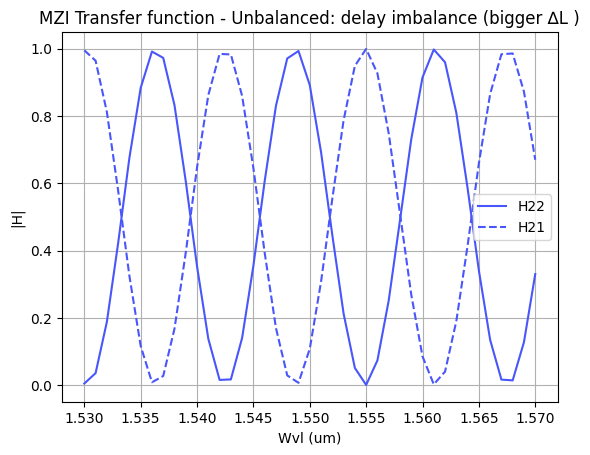 MZI Transfer function - Unbalanced: delay imbalance (bigger ΔL )
|H|
1.0
0.8
0.6
0.4
0.2
0.0
H22
H21
1.530 1.535 1.540 1.545 1.550 1.555 1.560 1.565 1.570
Wvl (um)